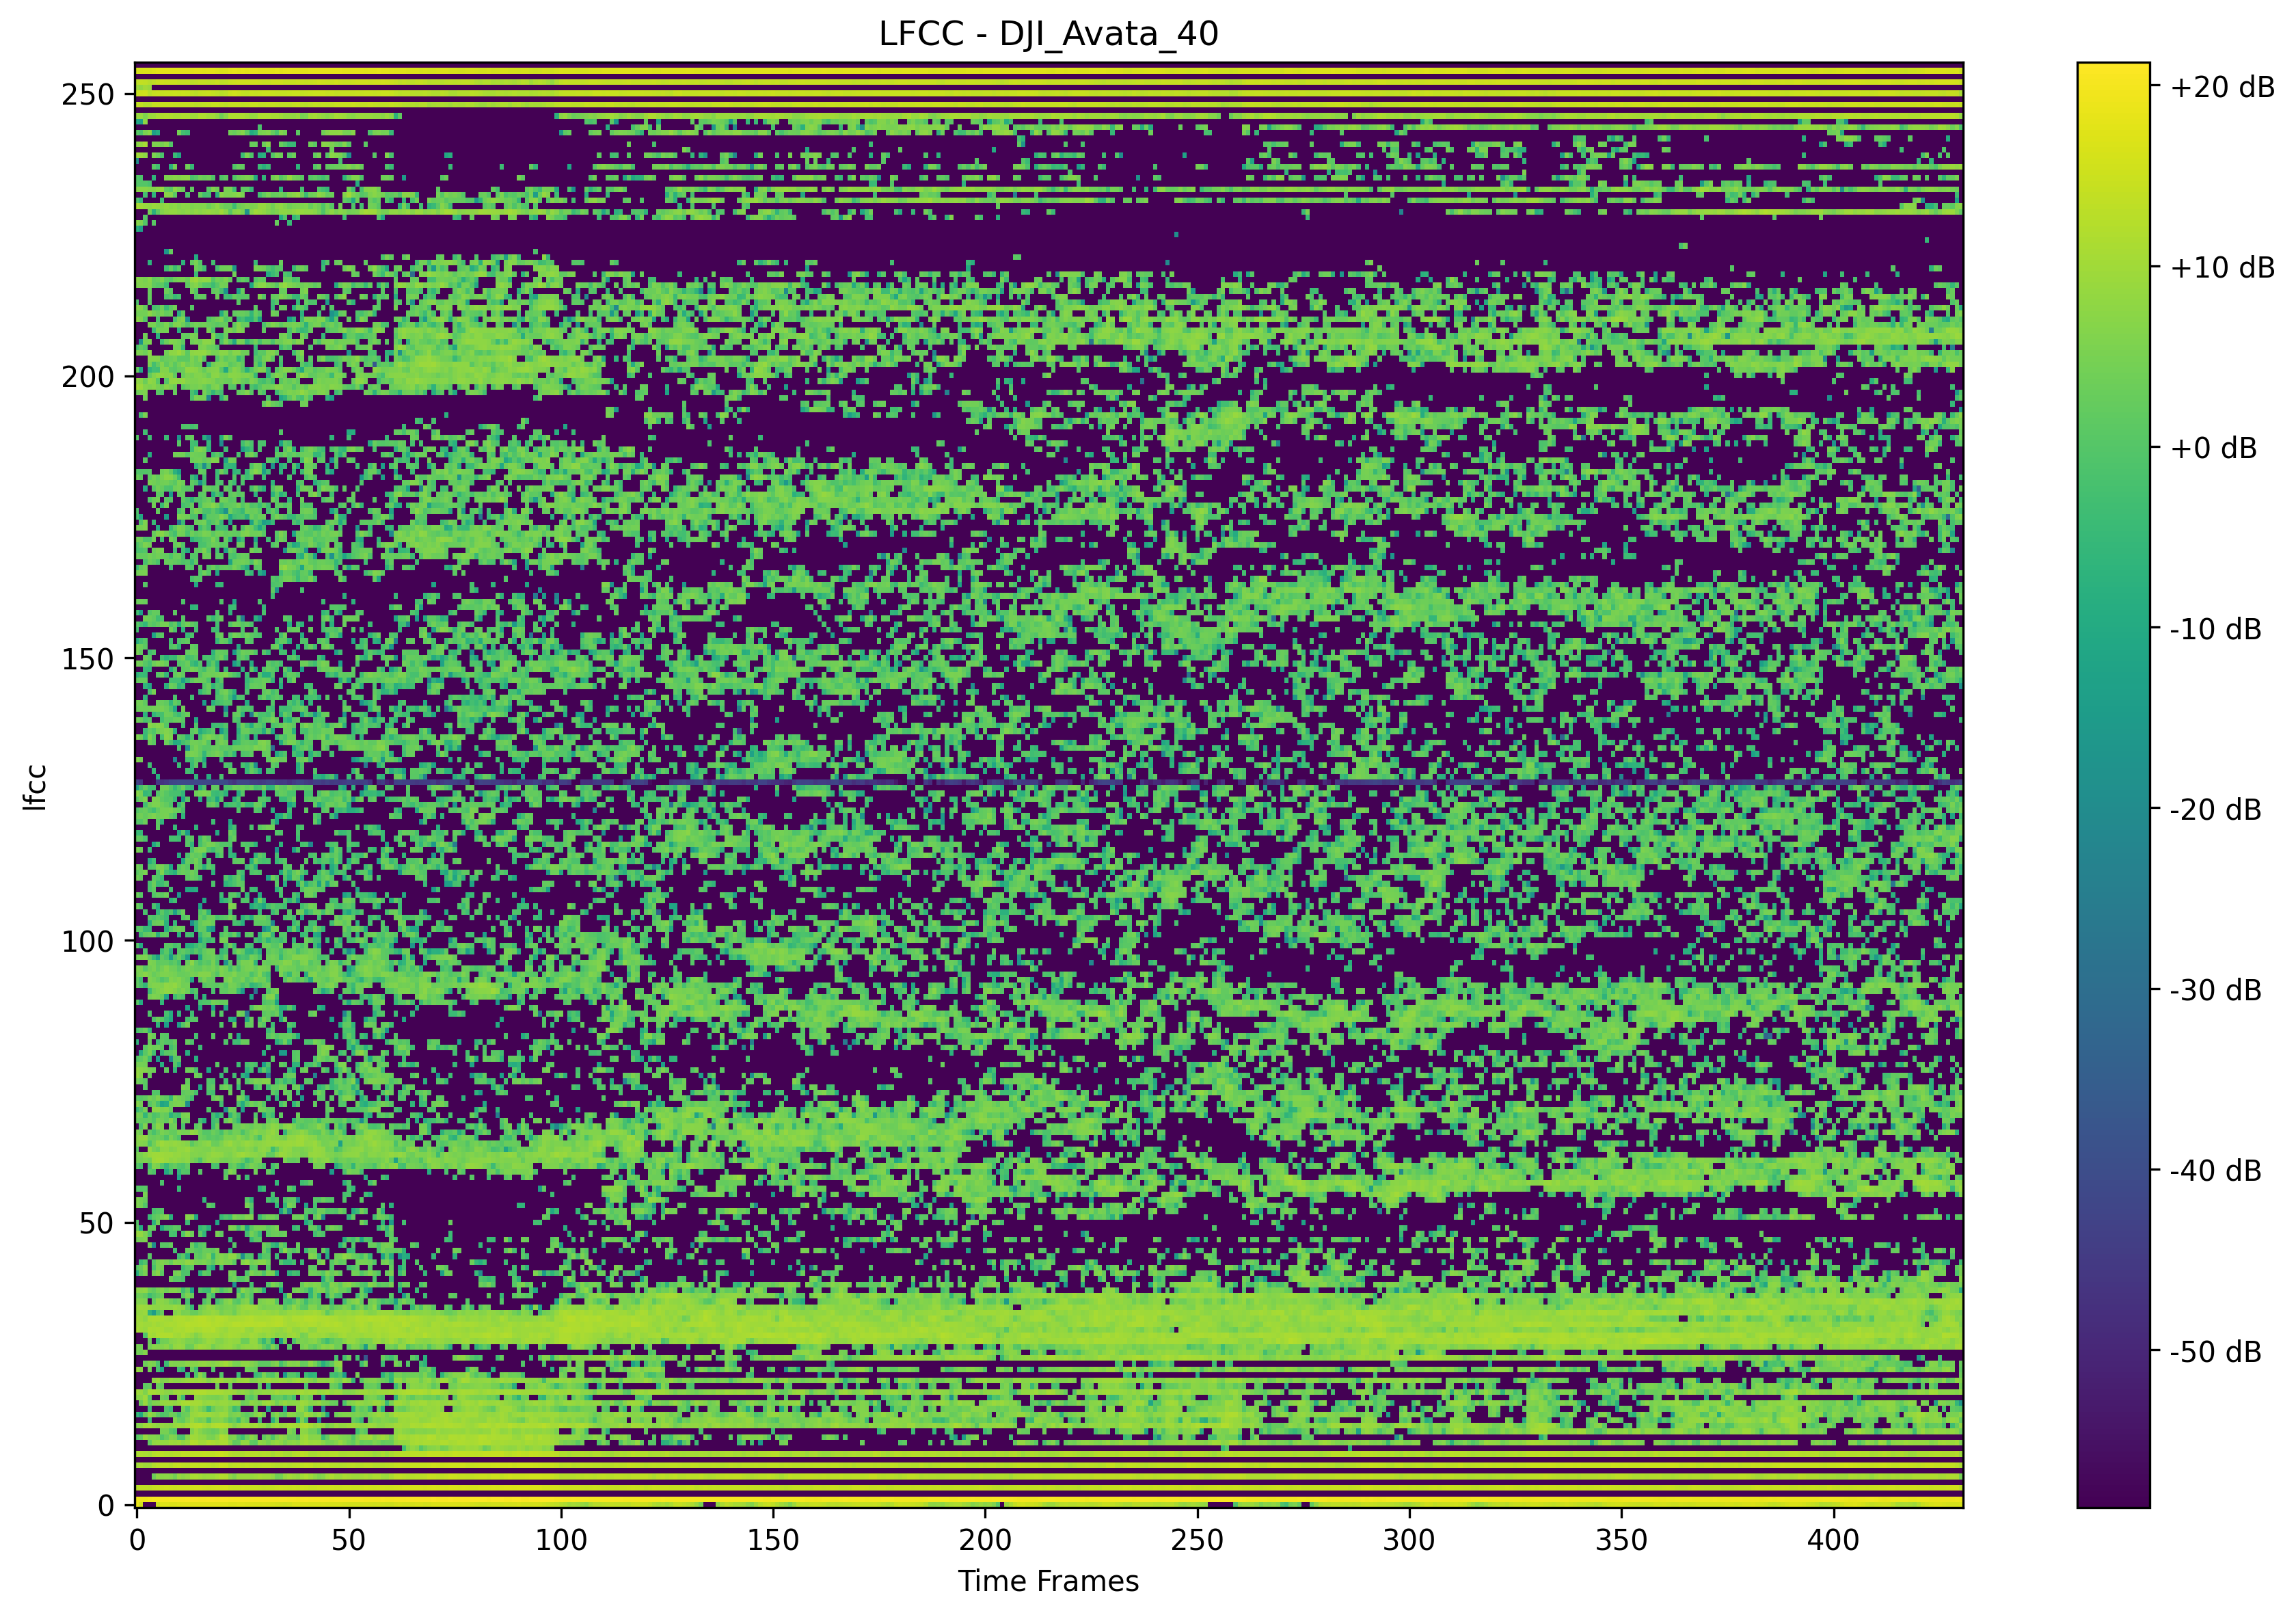 LFCC - DJI_Avata_40
250
200
150
100
50
0
lfcc
0 50 100 150 200 250 300 350 400
Time Frames
+20 dB
+10 dB
+0 dB
-10 dB
-20 dB
-30 dB
-40 dB
-50 dB